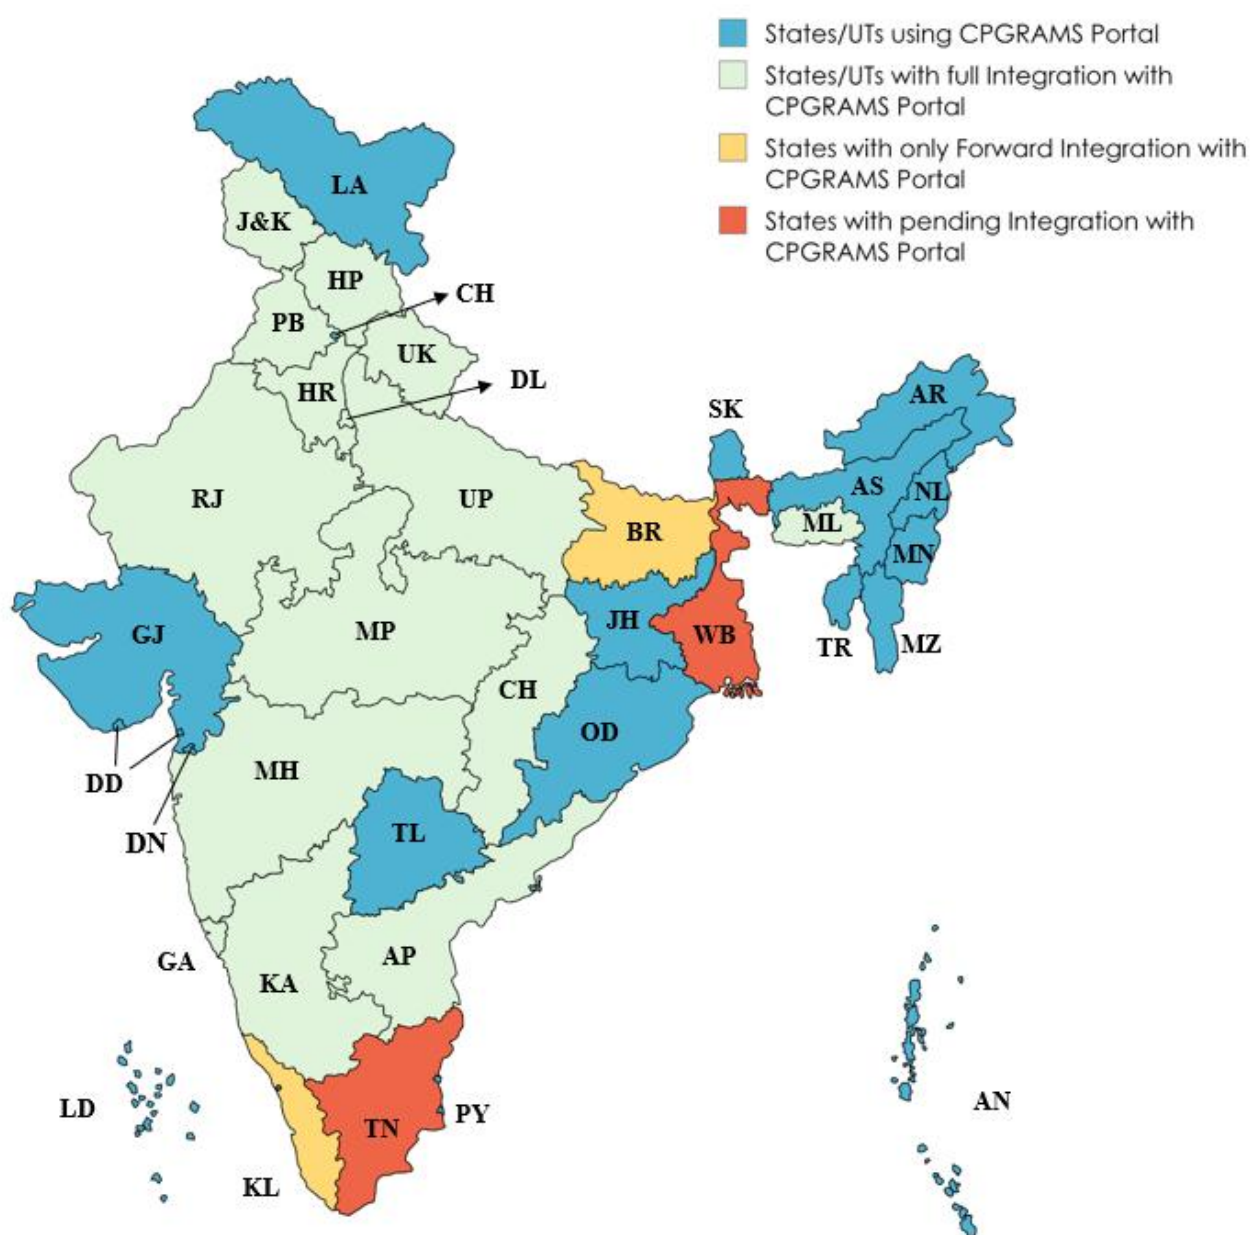 States/UTs using CPGRAMS Portal
States/UTs with full Integration with
CPGRAMS Portal
States with only Forward Integration with
CPGRAMS Portal
States with pending Integration with
CPGRAMS Portal
LA
J&K
HP
CH
PB
UK
DL
HR
AR
SK
AS
NL
RJ
UP
ML
BR
MN
GJ
MP
JH
WB
TR
MZ
CH
OD
MH
DD
TL
DN
AP
GA
KA
LD
PY
AN
TN
KL